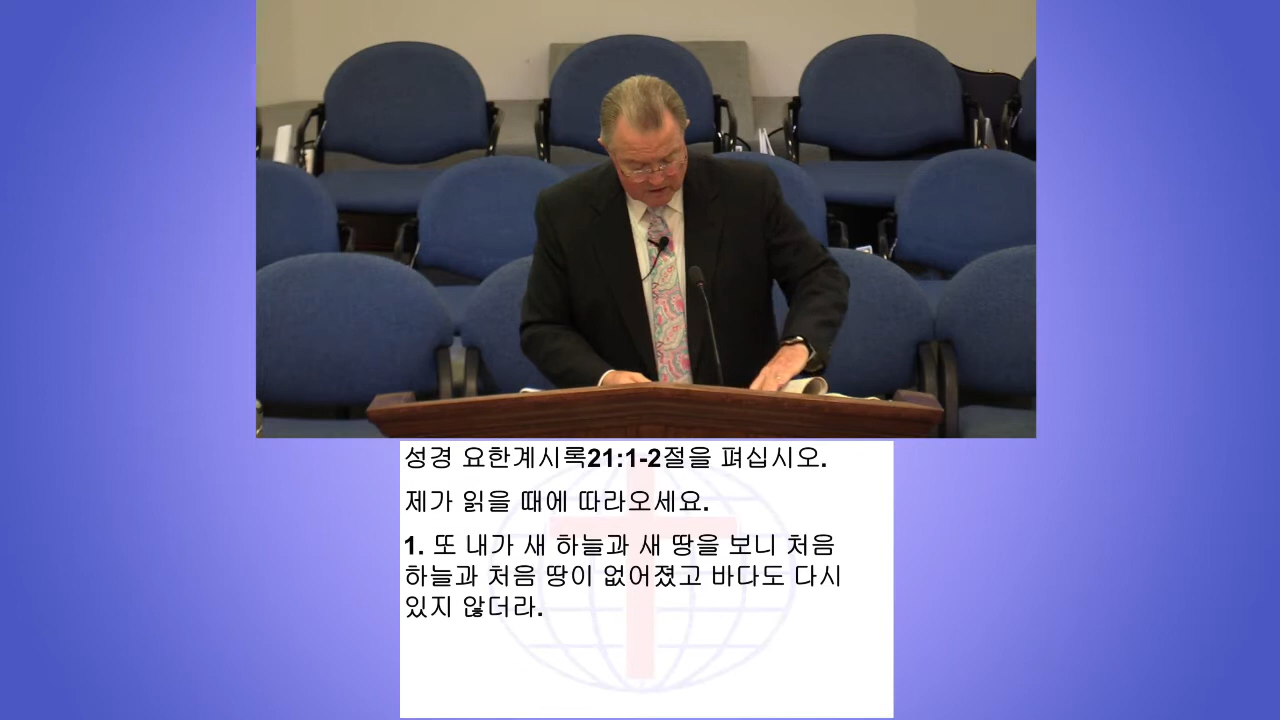 성경 요한계시록21:1-2절을 펴십시오.
제가 읽을 때에 따라오세요.
1. 또 내가 새 하늘과 새 땅을 보니 처음
하늘과 처음 땅이 없어졌고 바다도 다시
있지 않더라.